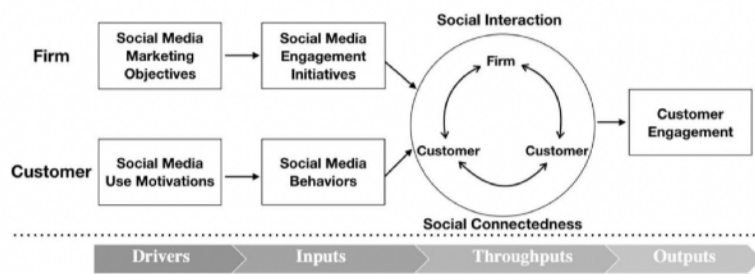 Social Interaction
Firm
Social Media
Marketing
Objectives
Social Media
Engagement
Initiatives
Firm
Customer
Engagement
Customer
Social Media
Use Motivations
Social Media
Behaviors
Customer
Customer
Social Connectedness
Drivers
Inputs
Throughputs
Outputs